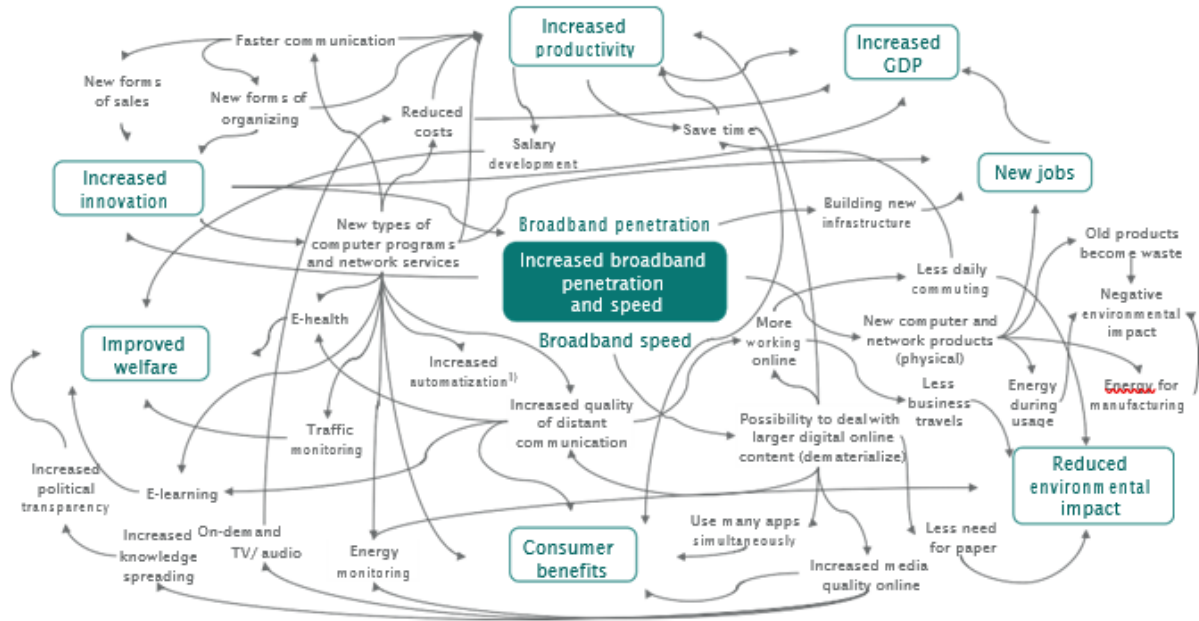 Increased
productivity
Increased
GDP
Faster communication
New forms
of sales
New forms of
organizing
Reduced
costs
Save time
Salary
development
Increased
innovation
New jobs
Building new
infrastructure
New types of
computer programs
and network services
Broadband penetration
Increased broadband
penetration
and speed
Broadband speed
Old products
become waste
Less daily
commuting
Negative
environmental
impact
E-health
Improved
welfare
More
working
online
New computer and
network products
(physical)
Increased
automatization¹⁾
Less
business
travels
Energy
during
usage
Energy for
manufacturing
Increased quality
of distant
communication
Possibility to deal with
larger digital online
content (dematerialize)
Traffic
monitoring
Reduced
environmental
impact
Increased
political
transparency
E-learning
Increased
knowledge
spreading
On-demand
TV/ audio
Energy
monitoring
Consumer
benefits
Use many apps
simultaneously
Less need
for paper
Increased media
quality online